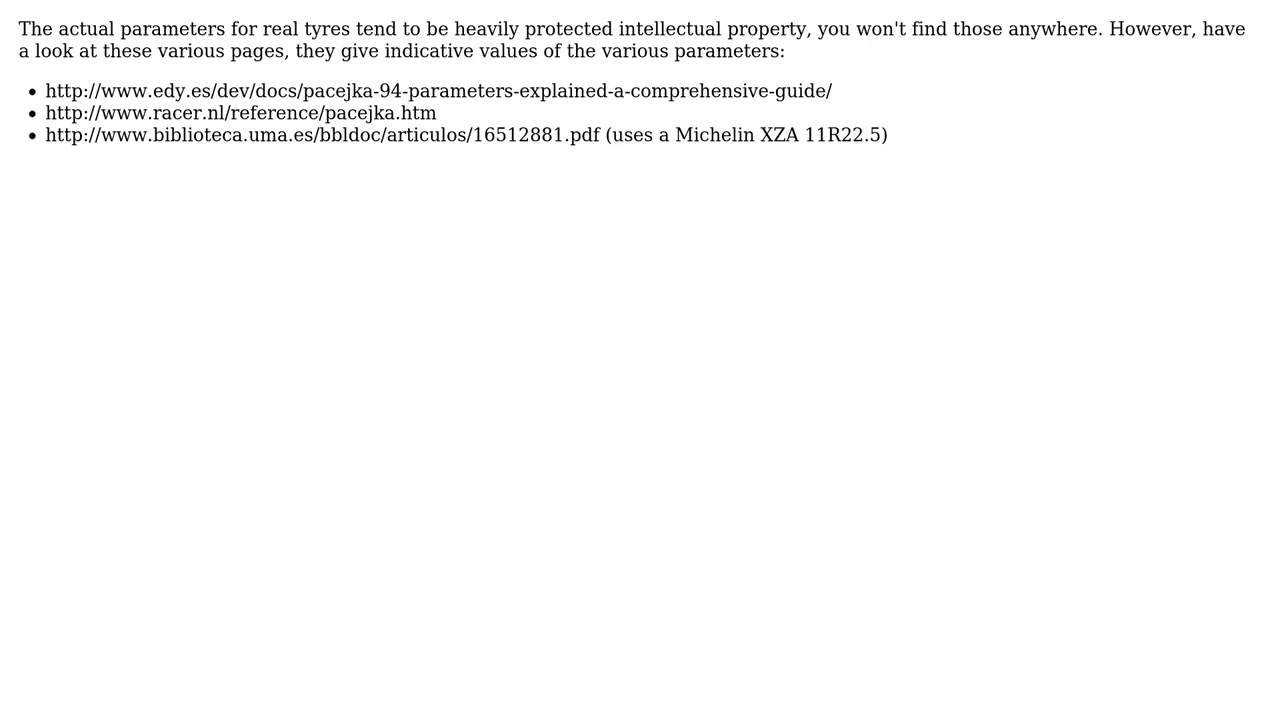 The actual parameters for real tyres tend to be heavily protected intellectual property, you won't find those anywhere. However, have
a look at these various pages, they give indicative values of the various parameters:
• http://www.edy.es/dev/docs/pacejka-94-parameters-explained-a-comprehensive-guide/
• http://www.racer.nl/reference/pacejka.htm
• http://www.biblioteca.uma.es/bbldoc/articulos/16512881.pdf (uses a Michelin XZA 11R22.5)